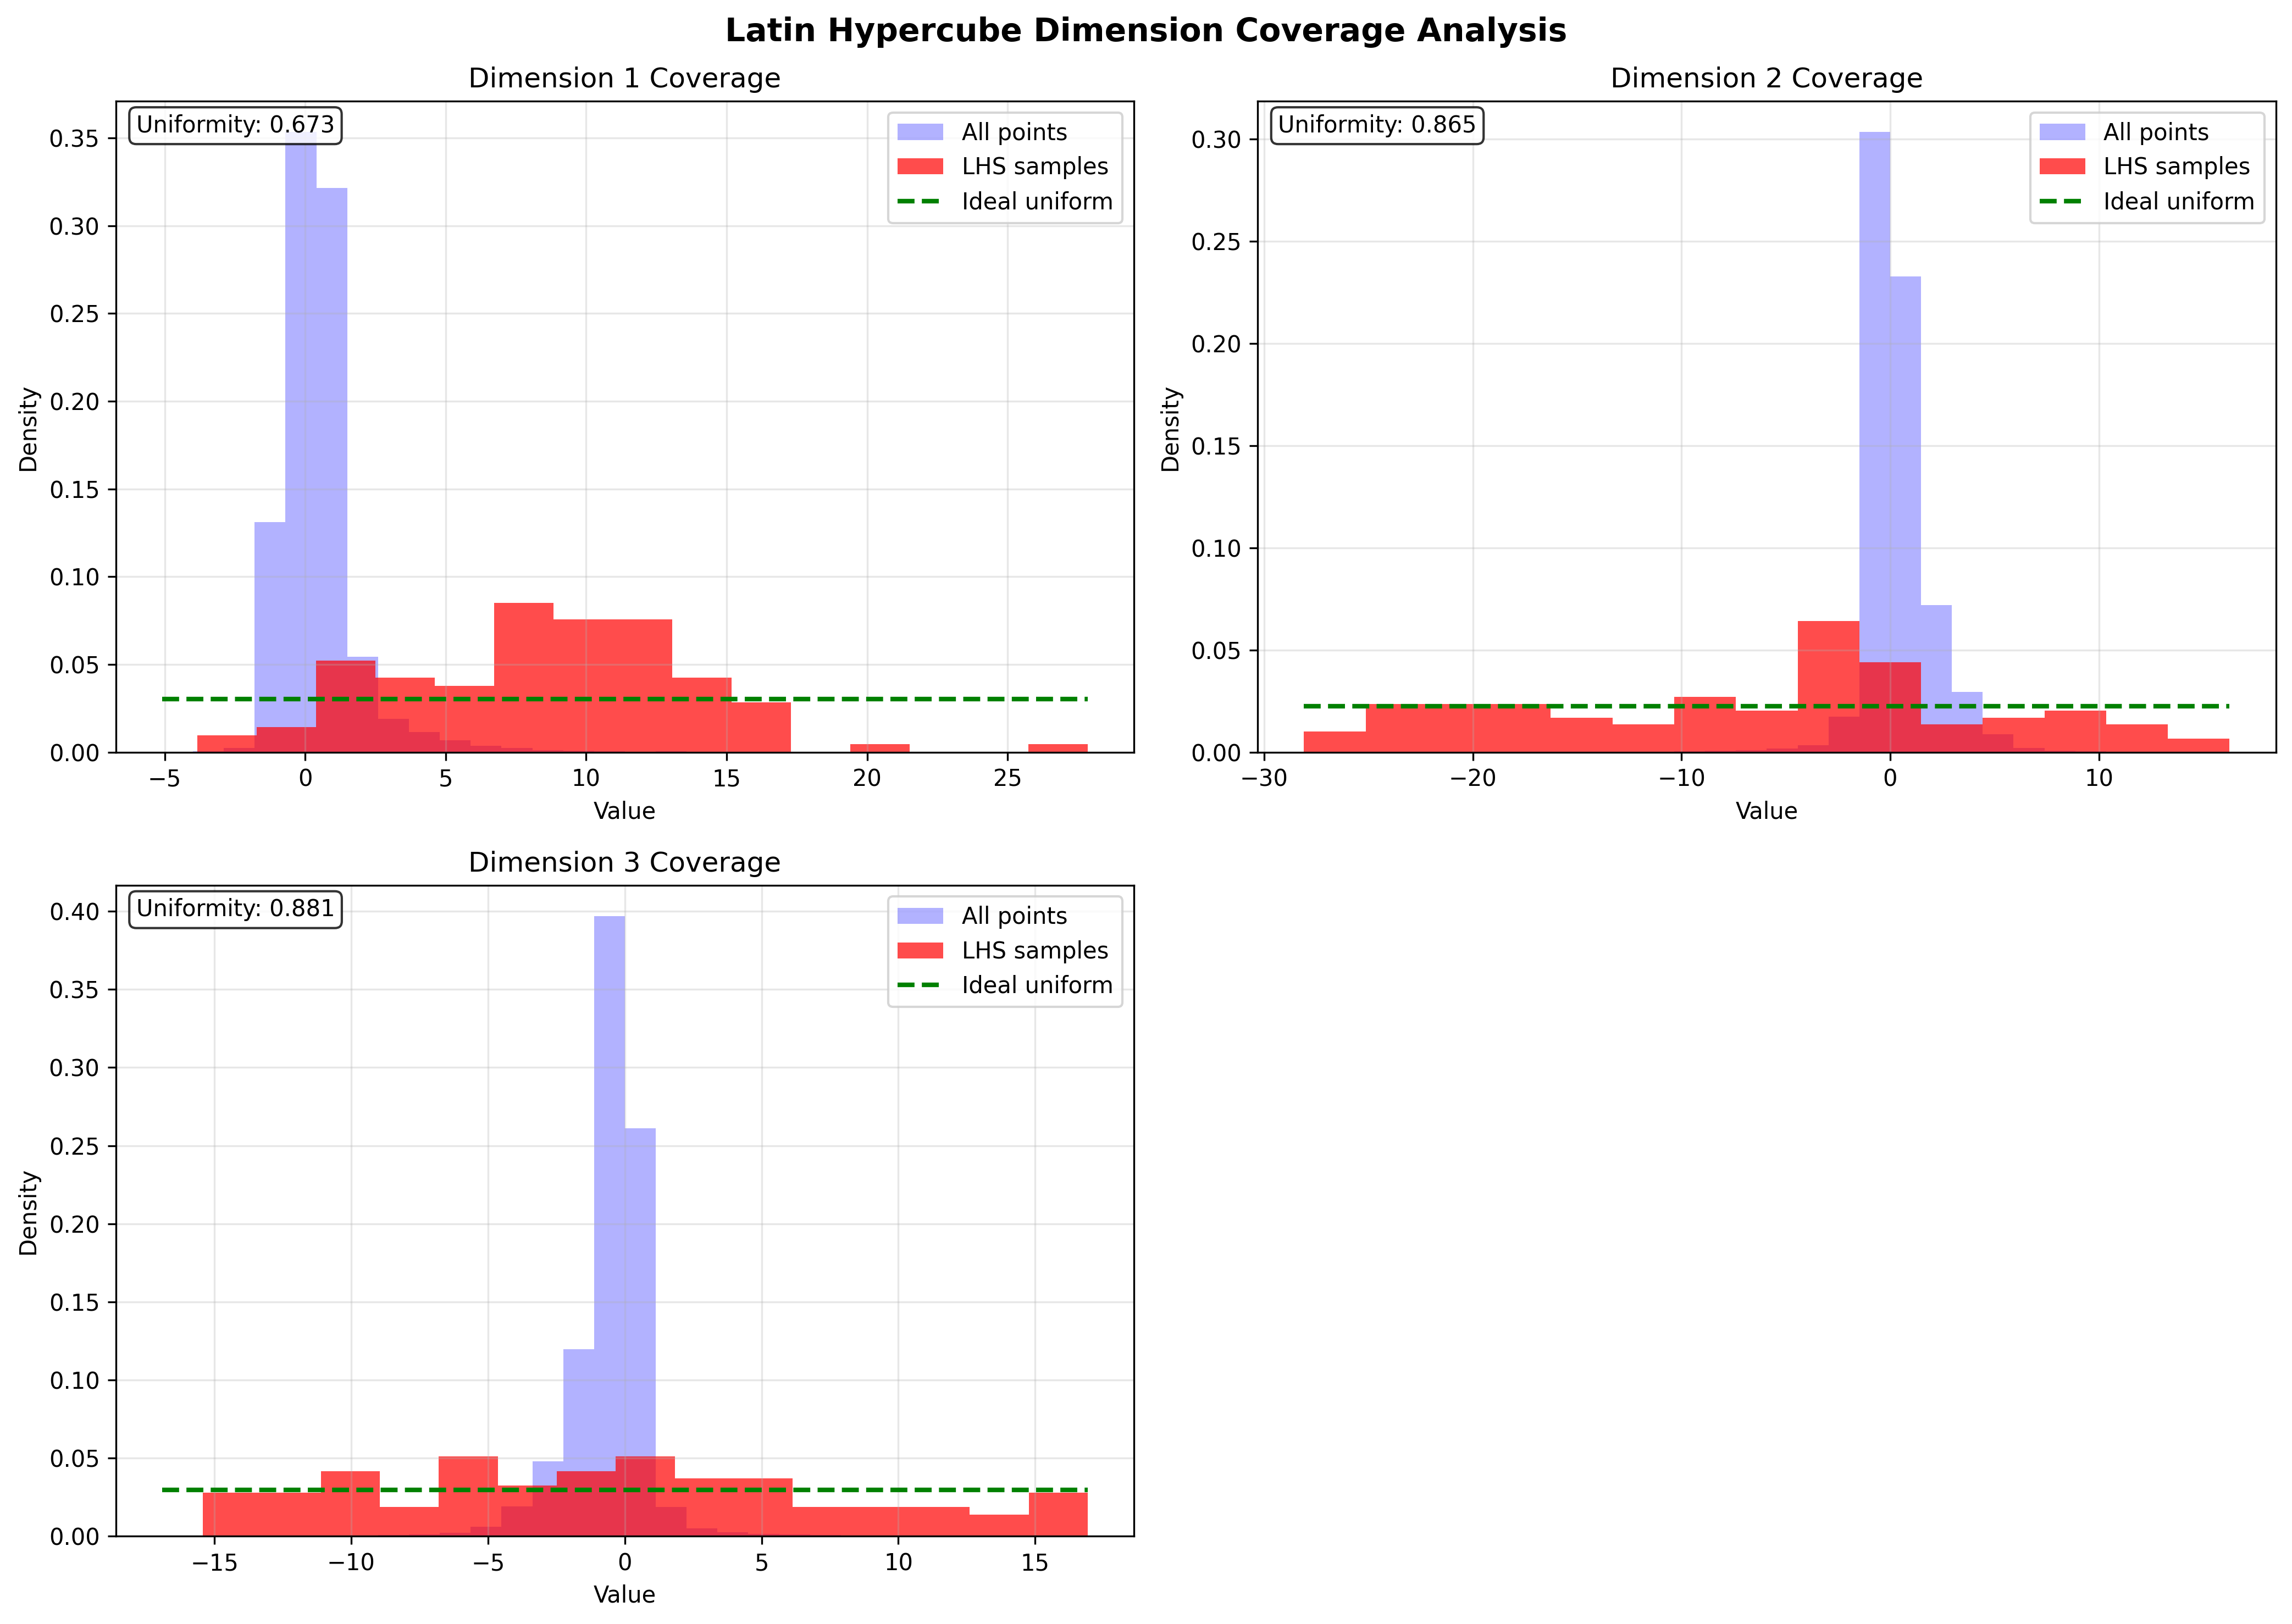 Latin Hypercube Dimension Coverage Analysis
Dimension 1 Coverage
Uniformity: 0.673
All points
LHS samples
Ideal uniform
Density
0.35
0.30
0.25
0.20
0.15
0.10
0.05
0.00
−5 0 5 10 15 20 25
Value
Dimension 2 Coverage
Uniformity: 0.865
All points
LHS samples
Ideal uniform
Density
0.30
0.25
0.20
0.15
0.10
0.05
0.00
−30 −20 −10 0 10
Value
Dimension 3 Coverage
Uniformity: 0.881
All points
LHS samples
Ideal uniform
Density
0.40
0.35
0.30
0.25
0.20
0.15
0.10
0.05
0.00
−15 −10 −5 0 5 10 15
Value